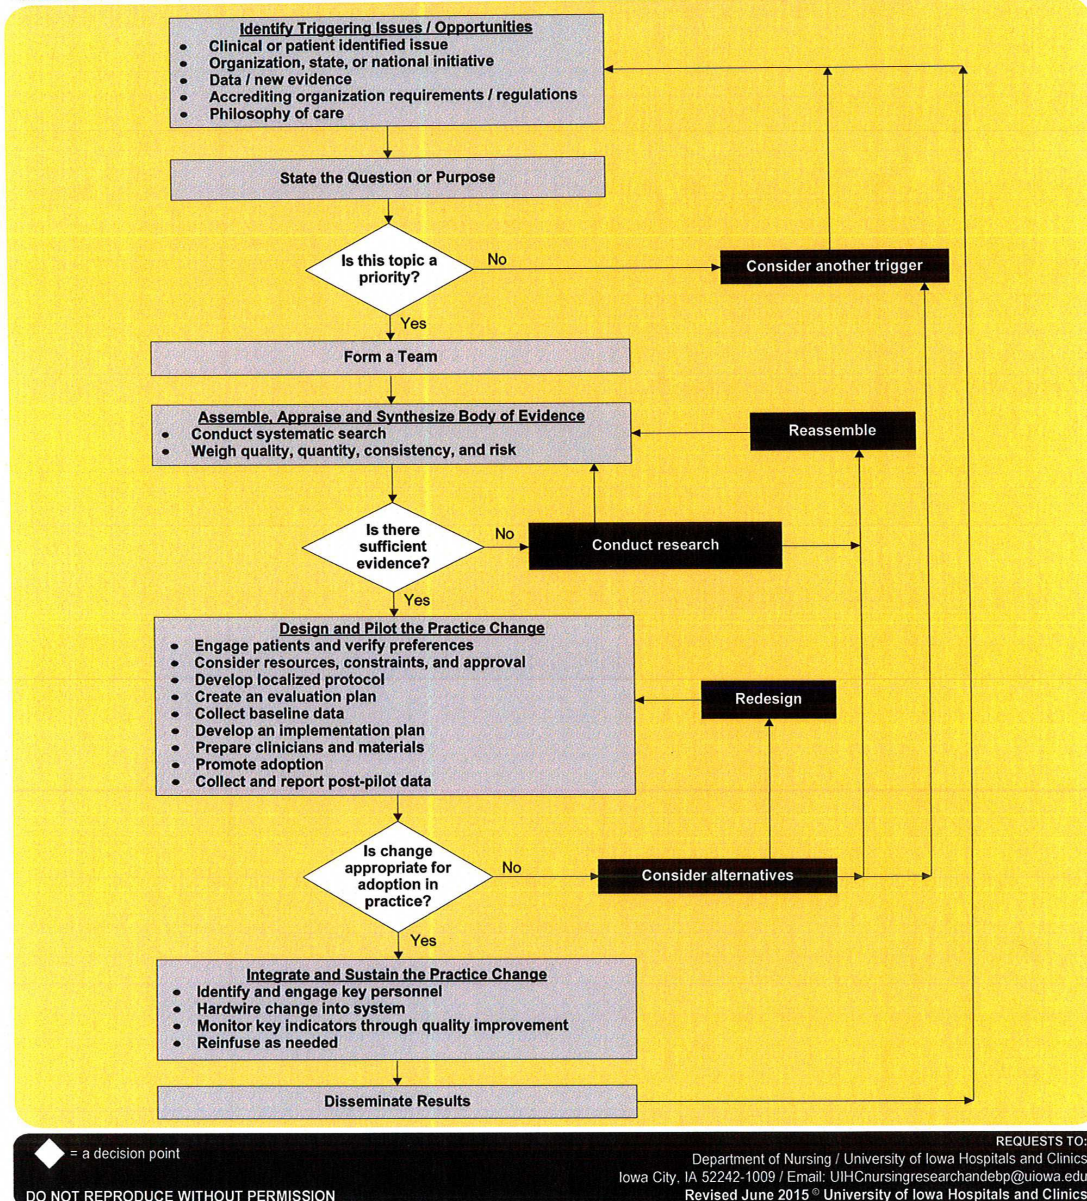 Identify Triggering Issues / Opportunities
• Clinical or patient identified issue
• Organization, state, or national initiative
• Data / new evidence
• Accrediting organization requirements / regulations
• Philosophy of care
State the Question or Purpose
Is this topic a
priority?
No
Consider another trigger
Yes
Form a Team
Assemble, Appraise and Synthesize Body of Evidence
• Conduct systematic search
• Weigh quality, quantity, consistency, and risk
Reassemble
Is there
sufficient
evidence?
No
Conduct research
Yes
Design and Pilot the Practice Change
• Engage patients and verify preferences
• Consider resources, constraints, and approval
• Develop localized protocol
• Create an evaluation plan
• Collect baseline data
• Develop an implementation plan
• Prepare clinicians and materials
• Promote adoption
• Collect and report post-pilot data
Redesign
Is change
appropriate for
adoption in
practice?
No
Consider alternatives
Yes
Integrate and Sustain the Practice Change
• Identify and engage key personnel
• Hardwire change into system
• Monitor key indicators through quality improvement
• Reinfuse as needed
Disseminate Results
= a decision point
DO NOT REPRODUCE WITHOUT PERMISSION
REQUESTS TO:
Department of Nursing / University of Iowa Hospitals and Clinics
Iowa City, IA 52242-1009 / Email: UIHCnursingresearchandebp@uiowa.edu
Revised June 2015 © University of Iowa Hospitals and Clinics